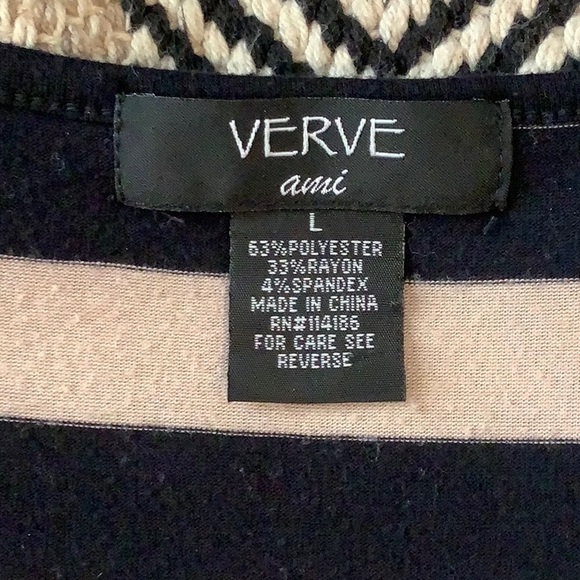 VERVE
ami
L
63%POLYESTER
33%RAYON
4%SPANDEX
MADE IN CHINA
RN#114186
FOR CARE SEE
REVERSE